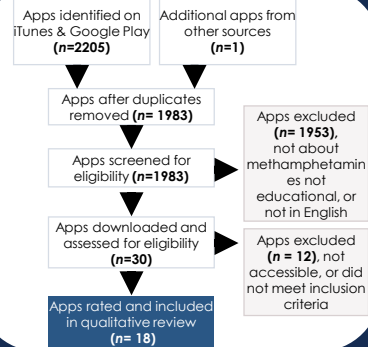 Apps identified on
iTunes & Google Play
(n=2205)
Additional apps from
other sources
(n=1)
Apps after duplicates
removed (n= 1983)
Apps screened for
eligibility (n=1983)
Apps excluded
(n= 1953),
not about
methamphetamin
es not
educational, or
not in English
Apps downloaded and
assessed for eligibility
(n=30)
Apps excluded
(n = 12), not
accessible, or did
not meet inclusion
criteria
Apps rated and included
in qualitative review
(n= 18)